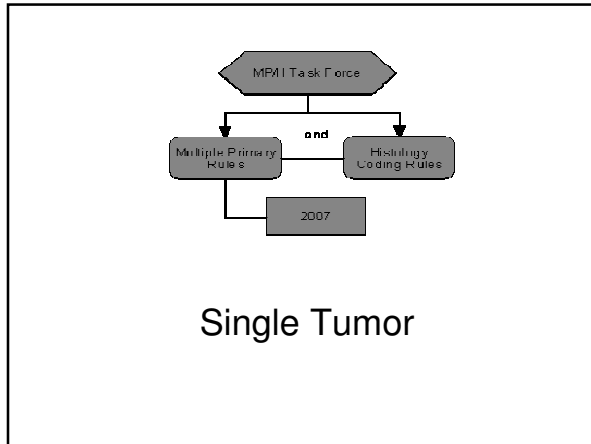 MP/H Task Force
and
Multiple Primary
Rules
Histology
Coding Rules
2007
Single Tumor